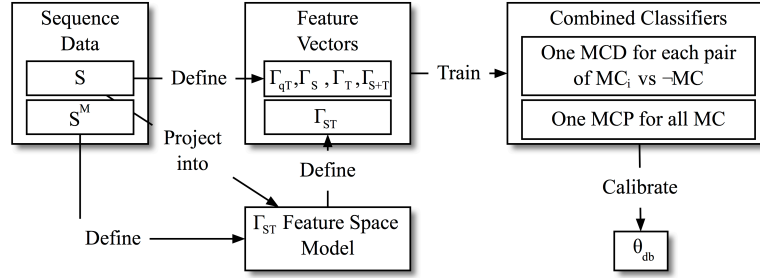 Sequence
Data
S
S^M
Define
Feature
Vectors
Γ_qT, Γ_S , Γ_T, Γ_S+T
Γ_ST
Train
Combined Classifiers
One MCD for each pair
of MC_i vs ¬MC
One MCP for all MC
Project
into
Define
Define
Γ_ST Feature Space
Model
Calibrate
θ_db